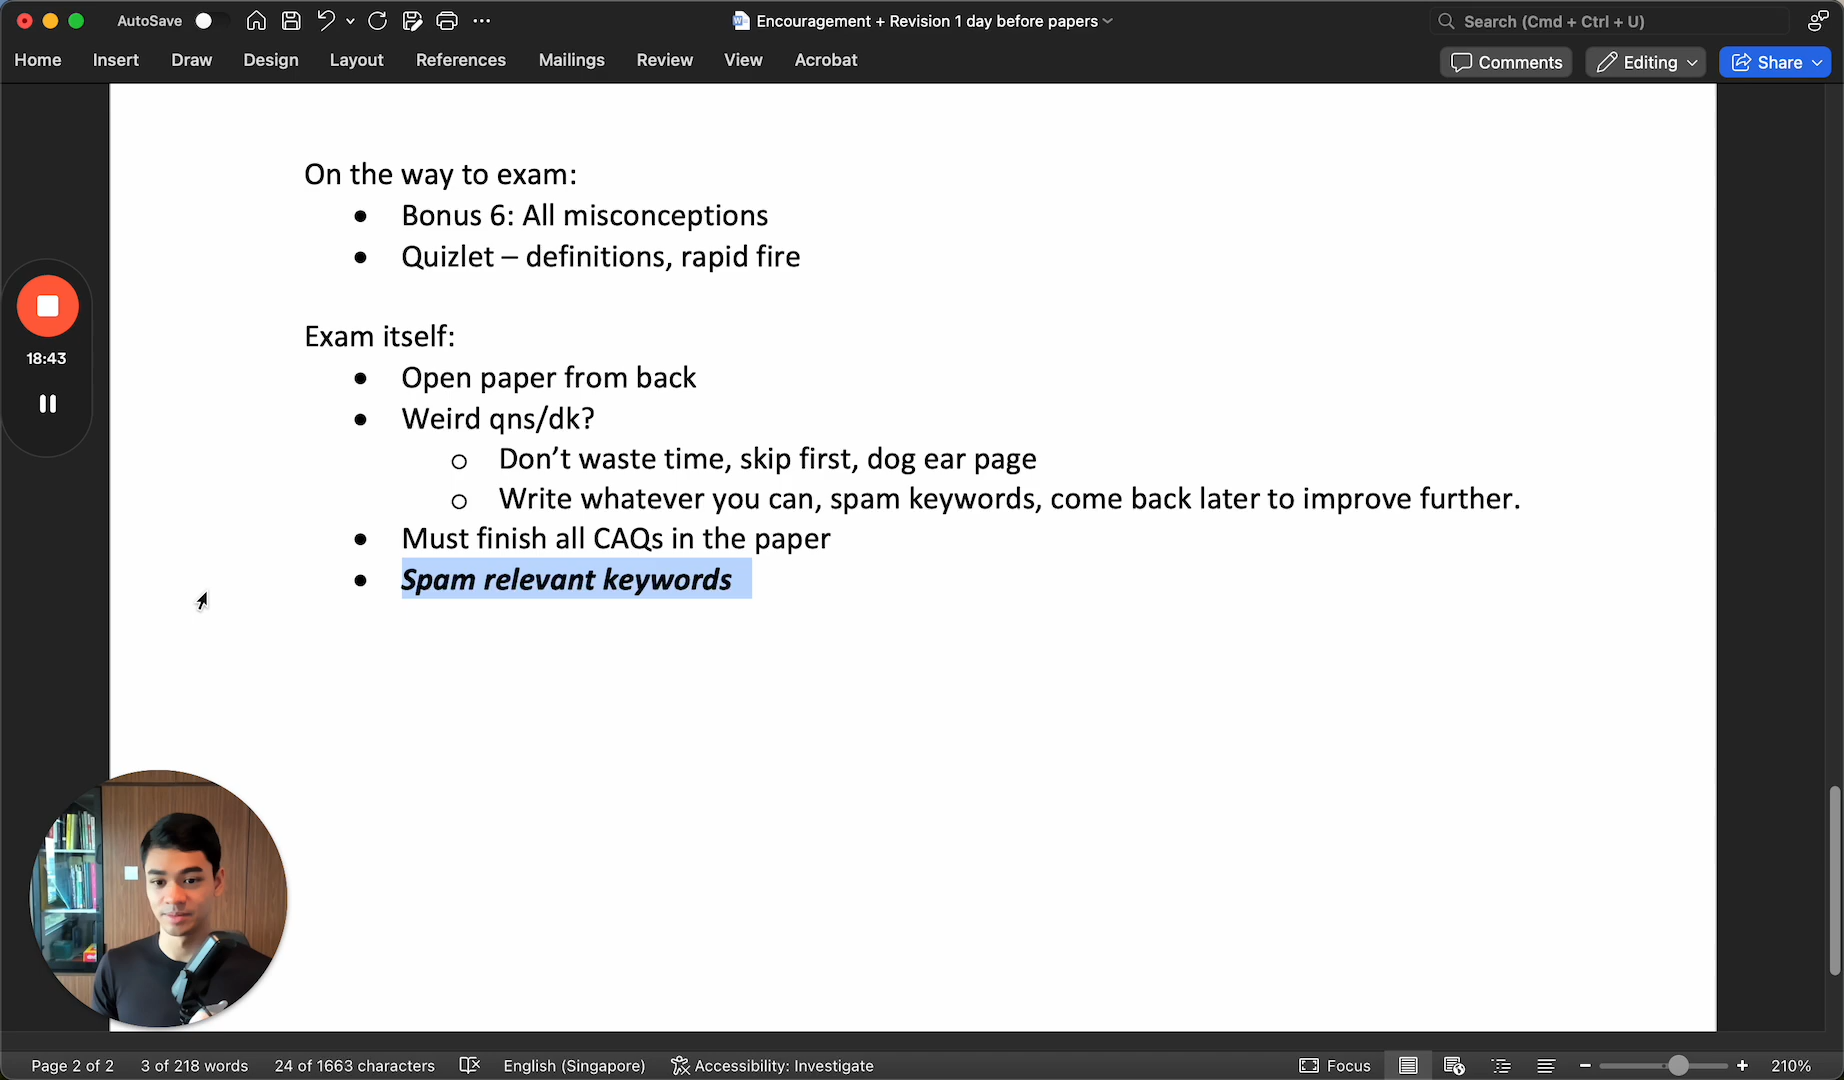 AutoSave
Encouragement + Revision 1 day before papers
Search (Cmd + Ctrl + U)
Home Insert Draw Design Layout References Mailings Review View Acrobat
Comments Editing Share
On the way to exam:
• Bonus 6: All misconceptions
• Quizlet – definitions, rapid fire
Exam itself:
• Open paper from back
• Weird qns/dk?
o Don’t waste time, skip first, dog ear page
o Write whatever you can, spam keywords, come back later to improve further.
• Must finish all CAQs in the paper
• Spam relevant keywords
18:43
Page 2 of 2 3 of 218 words 24 of 1663 characters English (Singapore) Accessibility: Investigate Focus 210%